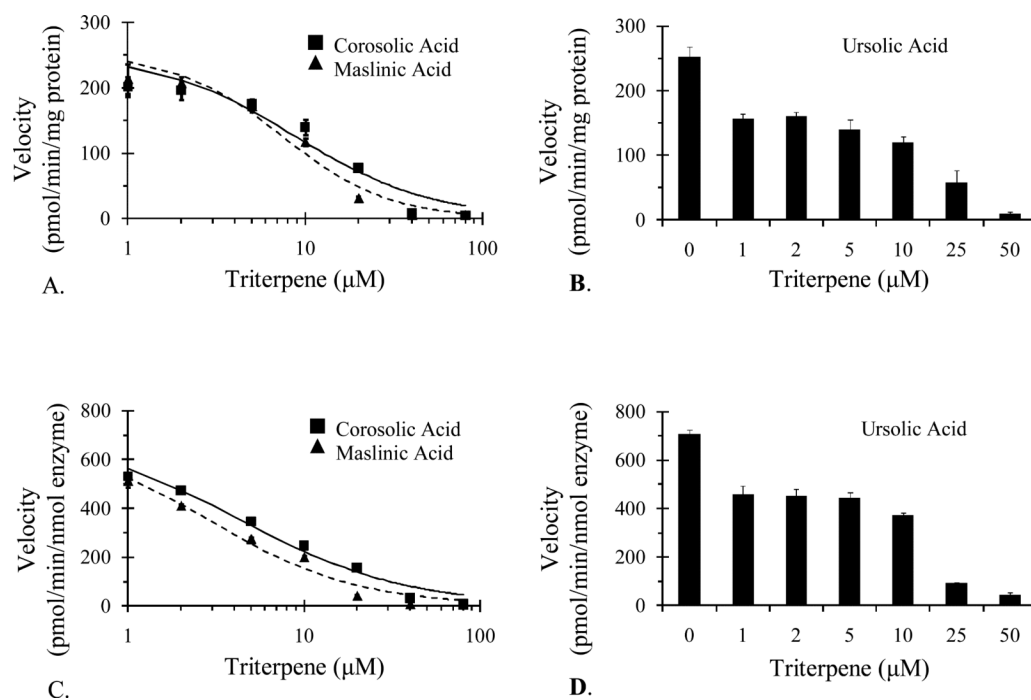 Velocity
(pmol/min/mg protein)
300
200
100
0
Corosolic Acid
Maslinic Acid
1
10
100
Triterpene (μM)
A.
Velocity
(pmol/min/mg protein)
300
200
100
0
Ursolic Acid
0 1 2 5 10 25 50
Triterpene (μM)
B.
Velocity
(pmol/min/nmol enzyme)
800
600
400
200
0
Corosolic Acid
Maslinic Acid
1
10
100
Triterpene (μM)
C.
Velocity
(pmol/min/nmol enzyme)
800
600
400
200
0
Ursolic Acid
0 1 2 5 10 25 50
Triterpene (μM)
D.